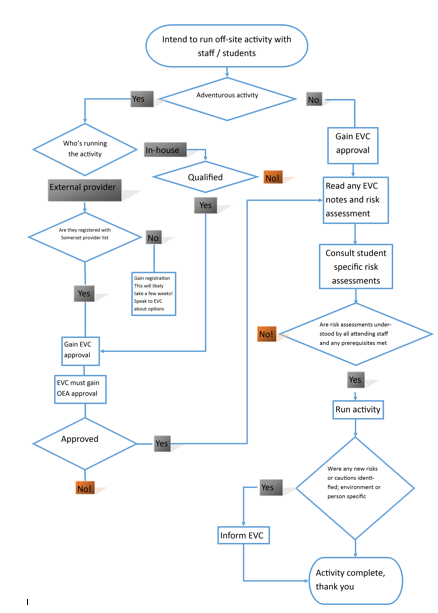 Intend to run off-site activity with
staff / students
Yes
Adventurous activity
No
Who's running
the activity
In-house
Gain EVC
approval
Qualified
No!
External provider
Read any EVC
notes and risk
assessment
Yes
Are they registered with
Somerset provider list
No
Consult student
specific risk
assessments
Gain registration
This will likely
take a few weeks!
Speak to EVC
about options
Yes
Are risk assessments under-
stood by all attending staff
and any prerequisites met
No!
Gain EVC
approval
Yes
EVC must gain
OEA approval
Run activity
Approved
Yes
Were any new risks
or cautions identi-
fied; environment or
person specific
No!
Yes
Inform EVC
Activity complete,
thank you